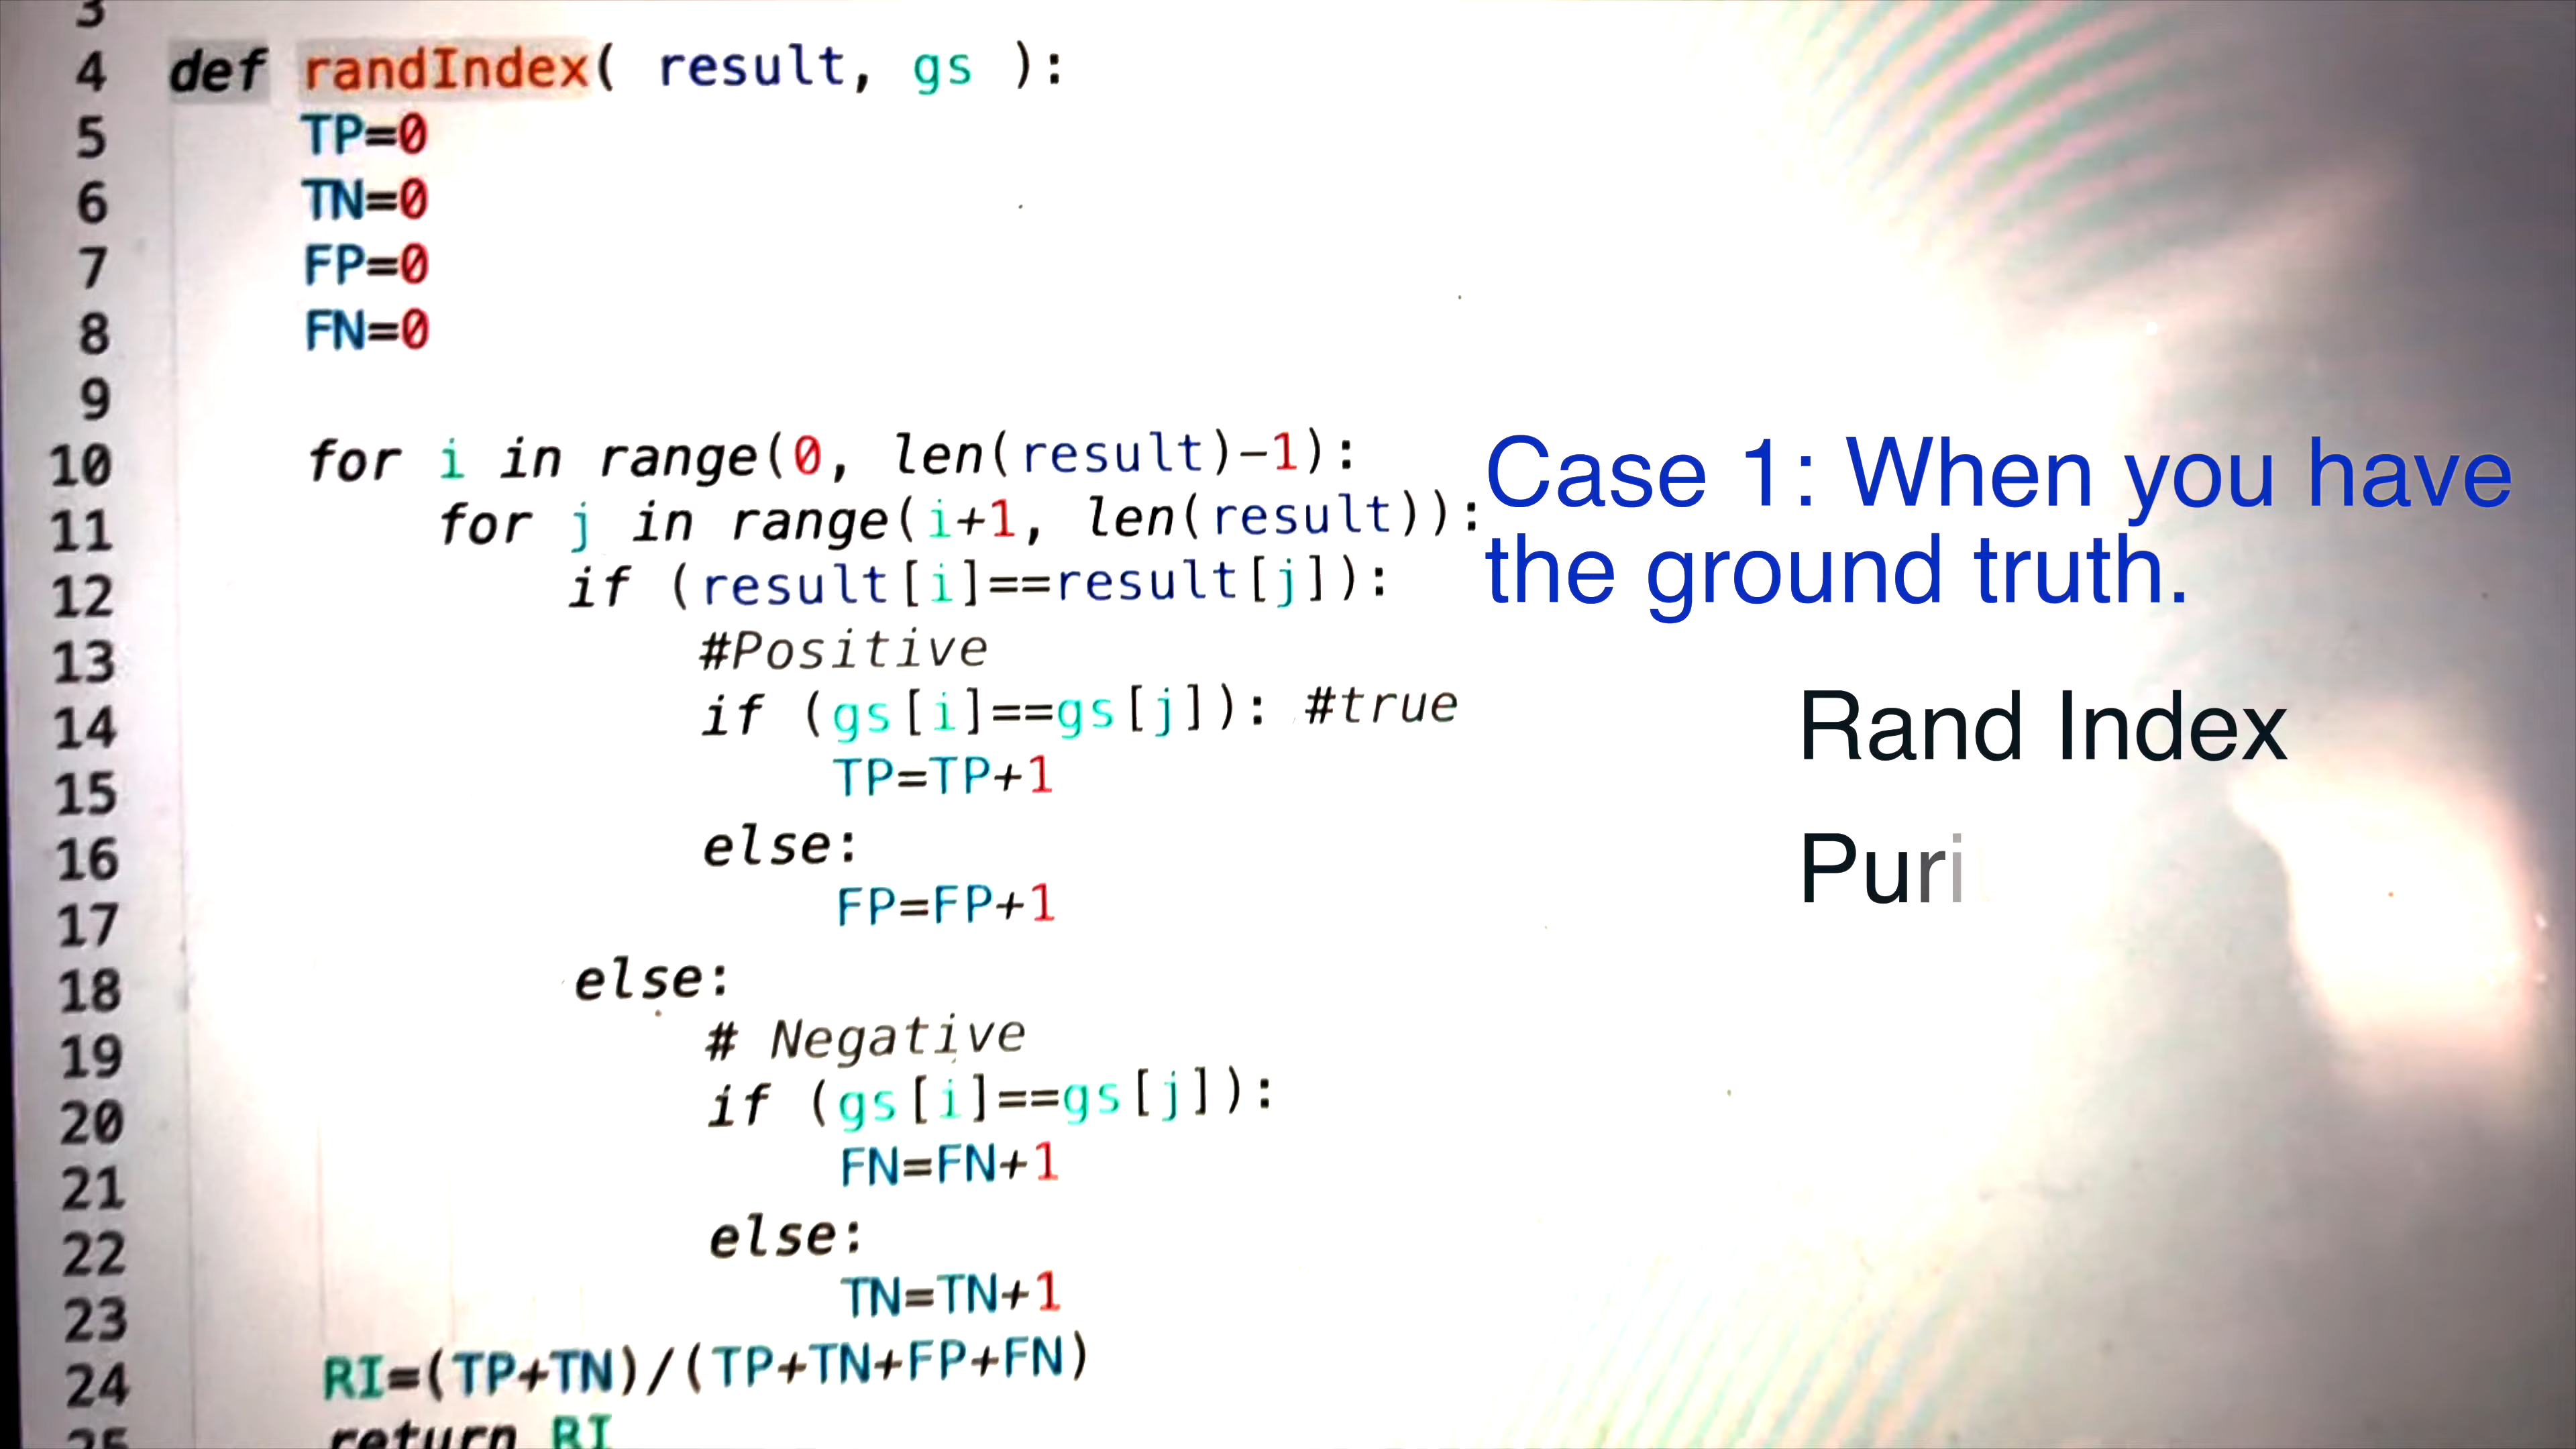 3
4 def randIndex( result, gs ):
5 TP=0
6 TN=0
7 FP=0
8 FN=0
9
10 for i in range(0, len(result)-1):
11 for j in range(i+1, len(result)):
12 if (result[i]==result[j]):
13 #Positive
14 if (gs[i]==gs[j]): #true
15 TP=TP+1
16 else:
17 FP=FP+1
18 else:
19 # Negative
20 if (gs[i]==gs[j]):
21 FN=FN+1
22 else:
23 TN=TN+1
24 RI=(TP+TN)/(TP+TN+FP+FN)
25 return RI
Case 1: When you have
the ground truth.
Rand Index
Puri